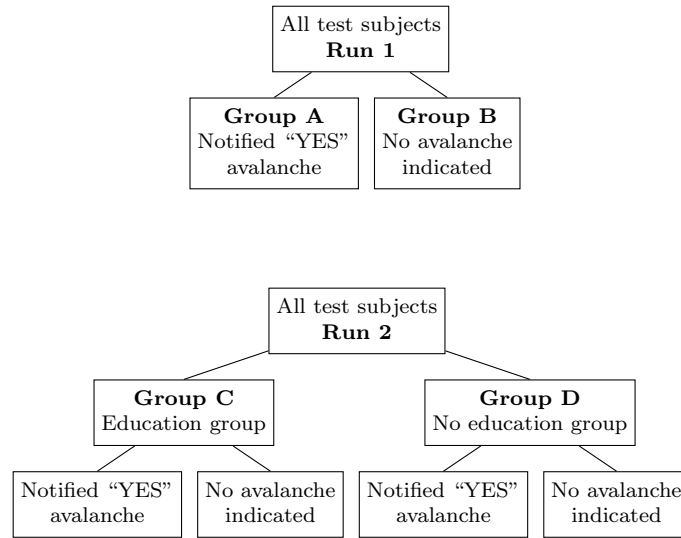 All test subjects
Run 1
Group A
Notified “YES”
avalanche
Group B
No avalanche
indicated
All test subjects
Run 2
Group C
Education group
Group D
No education group
Notified “YES”
avalanche
No avalanche
indicated
Notified “YES”
avalanche
No avalanche
indicated